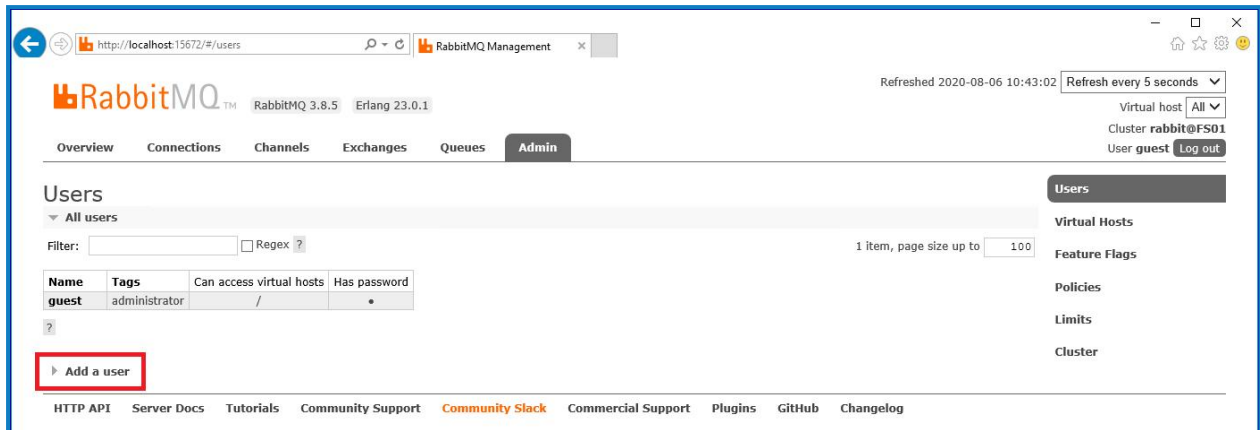 http://localhost:15672/#/users
RabbitMQ Management
RabbitMQ TM RabbitMQ 3.8.5 Erlang 23.0.1
Refreshed 2020-08-06 10:43:02 Refresh every 5 seconds
Virtual host All
Cluster rabbit@FS01
User guest Log out
Overview Connections Channels Exchanges Queues Admin
Users
All users
Filter: Regex ? 1 item, page size up to 100
Name Tags Can access virtual hosts Has password
guest administrator / ●
?
Add a user
Users
Virtual Hosts
Feature Flags
Policies
Limits
Cluster
HTTP API Server Docs Tutorials Community Support Community Slack Commercial Support Plugins GitHub Changelog